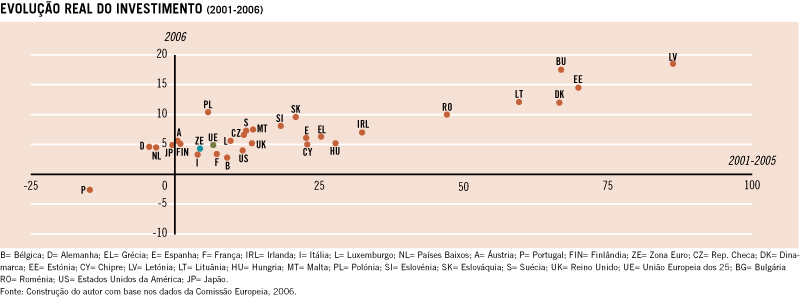 EVOLUÇÃO REAL DO INVESTIMENTO (2001-2006)
2006
20
LV
BU
15
EE
LT
DK
PL
SK
10
RO
SI
S
MT
IRL
A
CZ
E
EL
5
D
ZE
UE
L
NL
JP
FIN
UK
CY
HU
I
F
B
US
2001-2005
-25
0
25
50
75
100
P
-5
-10
B= Bélgica; D= Alemanha; EL= Grécia; E= Espanha; F= França; IRL= Irlanda; I= Itália; L= Luxemburgo; NL= Países Baixos; A= Áustria; P= Portugal; FIN= Finlândia; ZE= Zona Euro; CZ= Rep. Checa; DK= Dina-
marca; EE= Estónia; CY= Chipre; LV= Letónia; LT= Lituânia; HU= Hungria; MT= Malta; PL= Polónia; SI= Eslovénia; SK= Eslováquia; S= Suécia; UK= Reino Unido; UE= União Europeia dos 25; BG= Bulgária
RO= Roménia; US= Estados Unidos da América; JP= Japão.
Fonte: Construção do autor com base nos dados da Comissão Europeia, 2006.